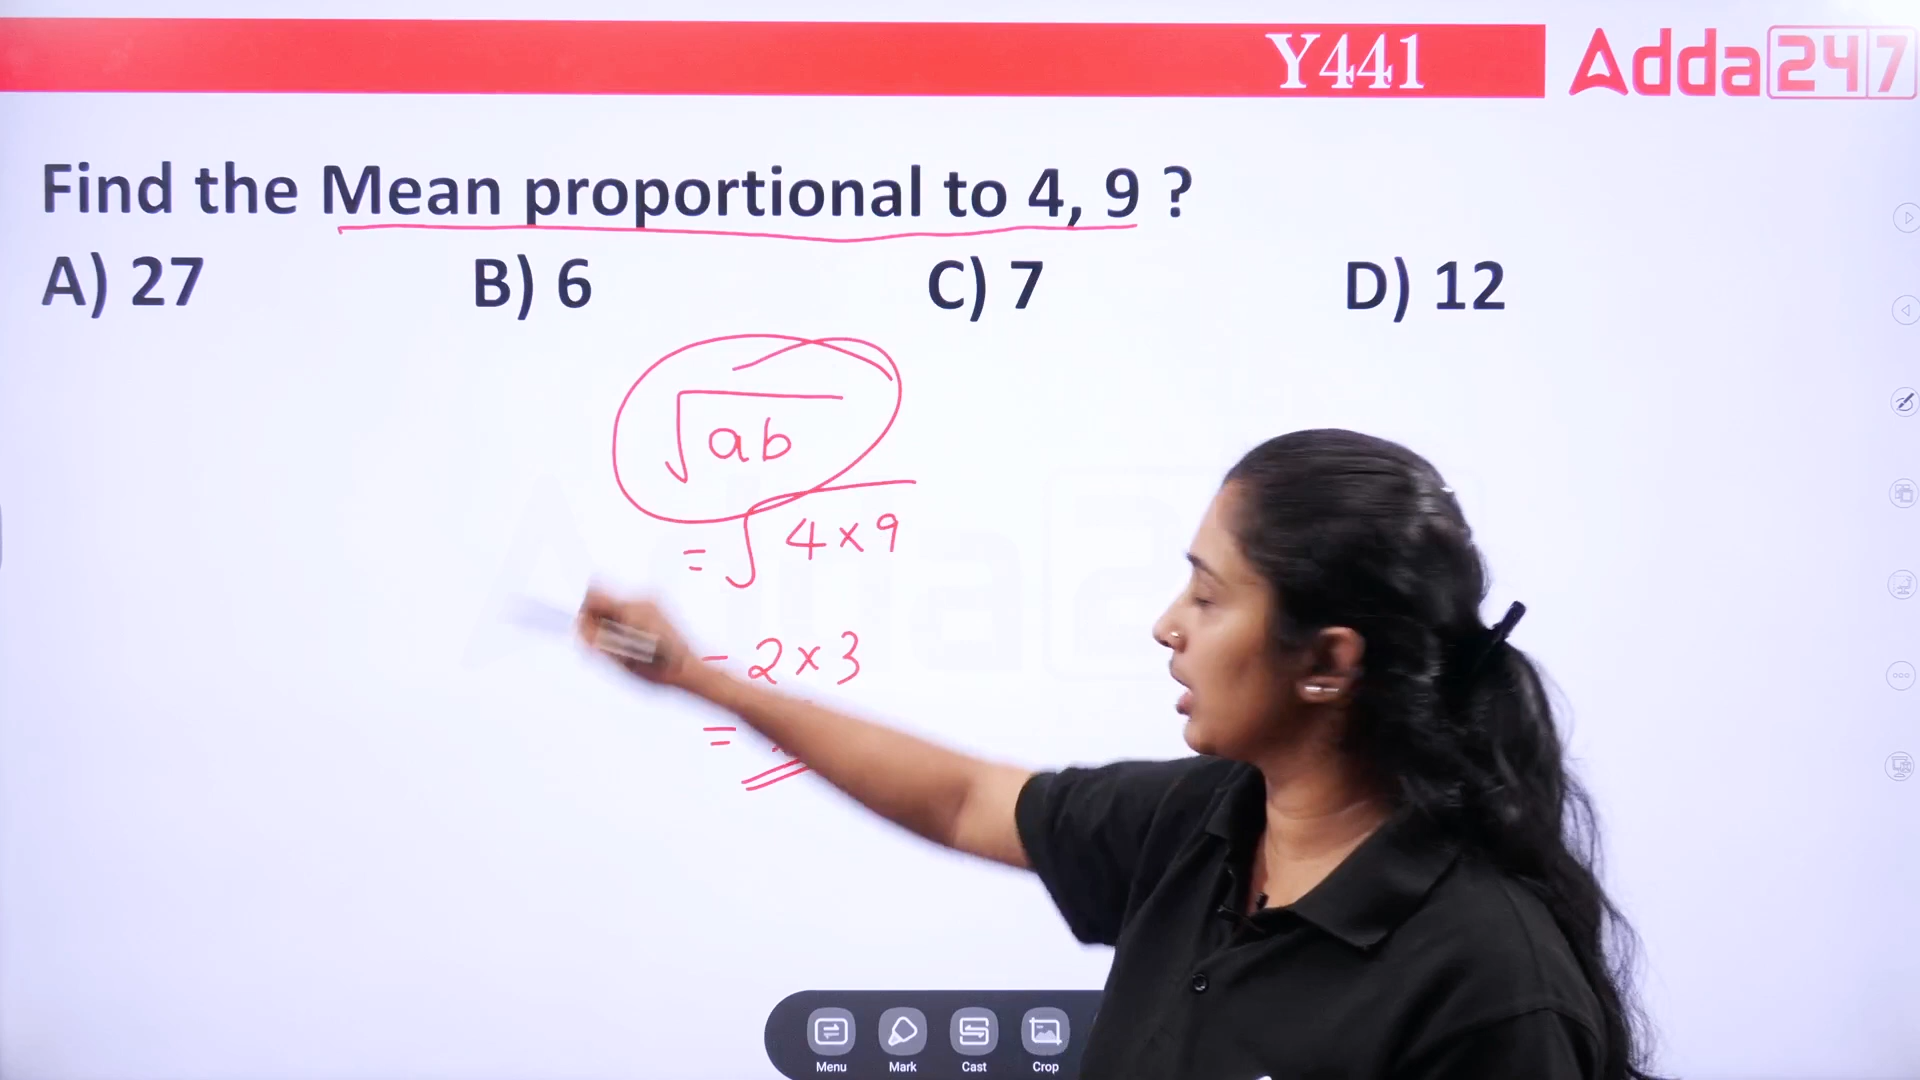 Y441
Adda247
Find the Mean proportional to 4, 9 ?
A) 27 B) 6 C) 7 D) 12
√ab
= √4 × 9
= 2 × 3
=
Menu Mark Cast Crop